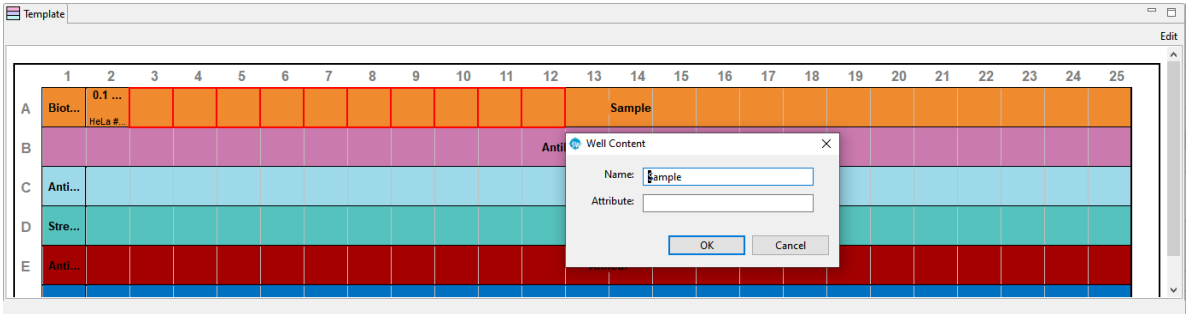 Template
Edit
1 2 3 4 5 6 7 8 9 10 11 12 13 14 15 16 17 18 19 20 21 22 23 24 25
A Biot... 0.1 ... HeLa #... Sample
B Anti
Well Content
Name: Sample
Attribute:
OK Cancel
C Anti...
D Stre...
E Anti...